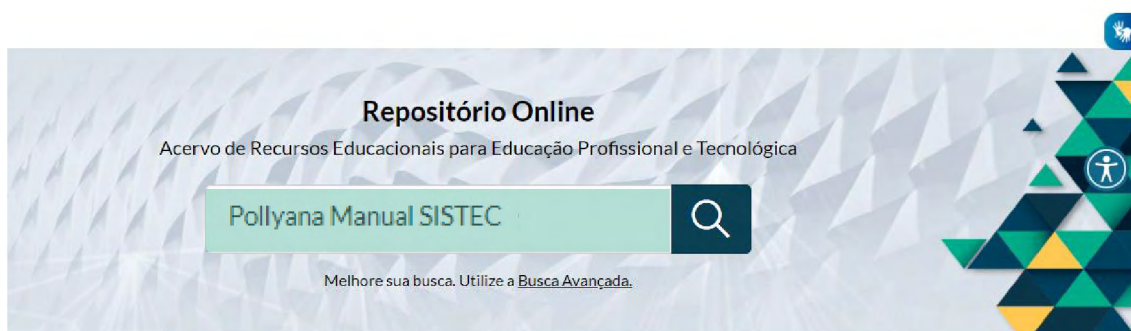 Repositório Online
Acervo de Recursos Educacionais para Educação Profissional e Tecnológica
Pollyana Manual SISTEC
Melhore sua busca. Utilize a Busca Avançada.